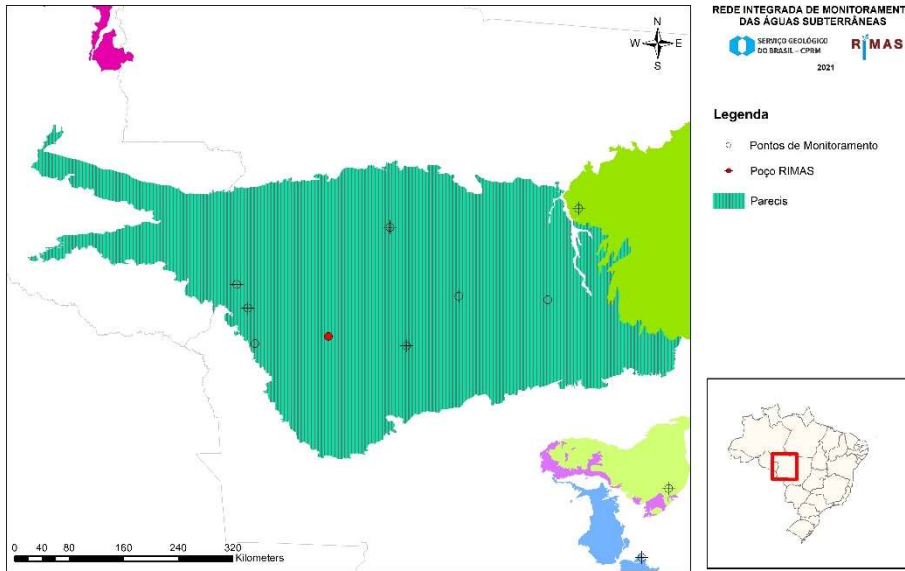 REDE INTEGRADA DE MONITORAMENT
DAS ÁGUAS SUBTERRÂNEAS
SERVIÇO GEOLÓGICO
DO BRASIL – CPRM
RIMAS
2021
N
W E
S
Legenda
Pontos de Monitoramento
Poço RIMAS
Parecis
0 20 40 80 160 240 320
Kilometers